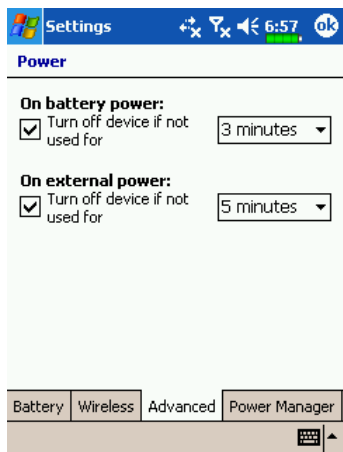 Settings 6:57 ok
Power
On battery power:
Turn off device if not 3 minutes
used for
On external power:
Turn off device if not 5 minutes
used for
Battery Wireless Advanced Power Manager